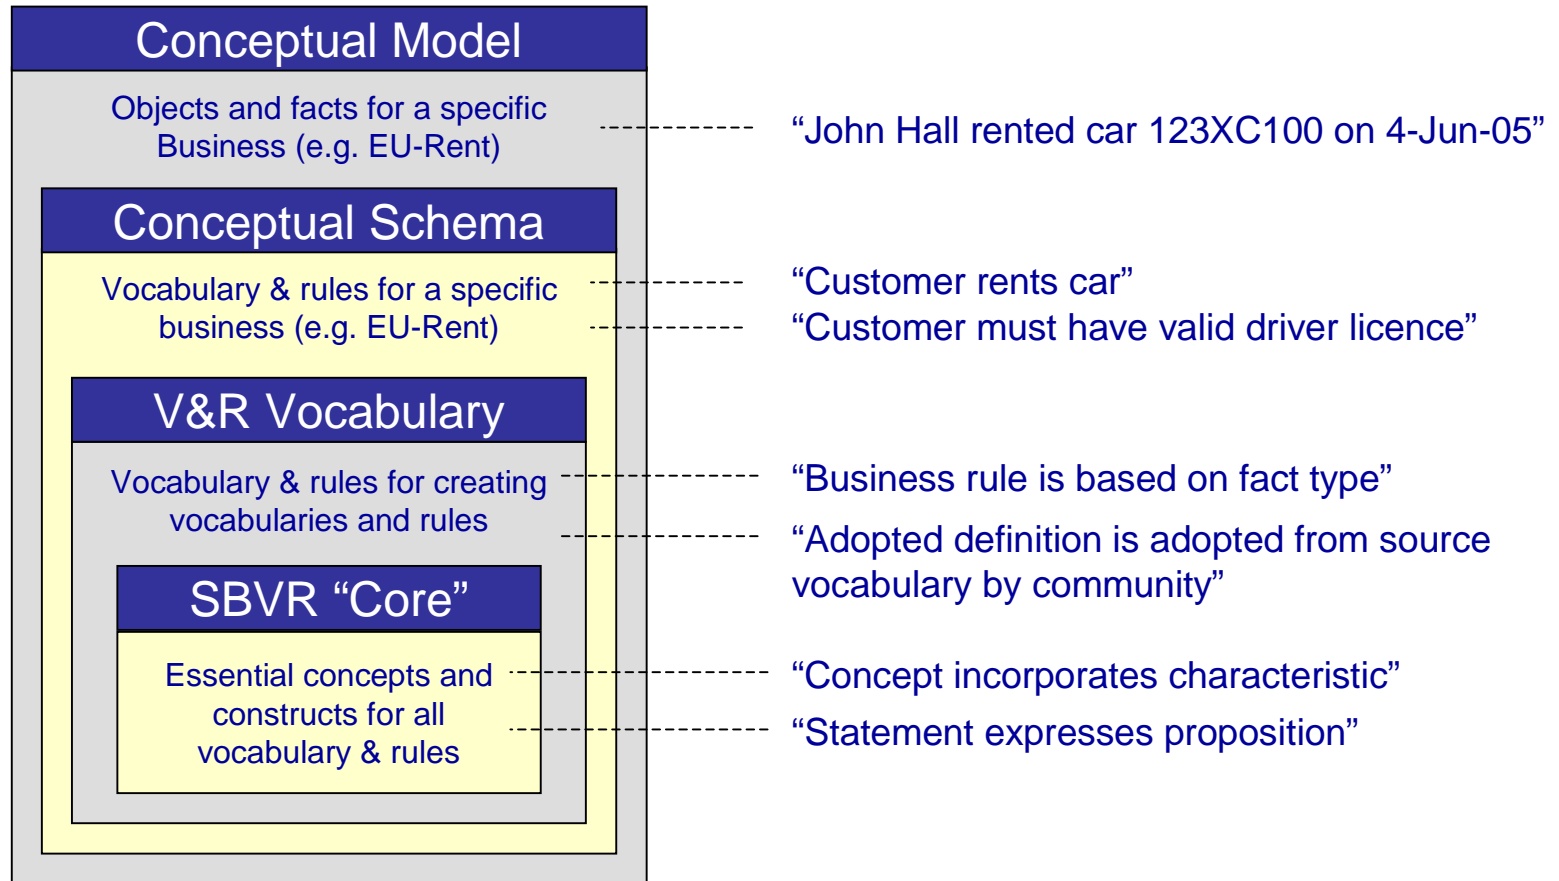 Conceptual Model
Objects and facts for a specific
Business (e.g. EU-Rent)
“John Hall rented car 123XC100 on 4-Jun-05”
Conceptual Schema
Vocabulary & rules for a specific
business (e.g. EU-Rent)
“Customer rents car”
“Customer must have valid driver licence”
V&R Vocabulary
Vocabulary & rules for creating
vocabularies and rules
“Business rule is based on fact type”
“Adopted definition is adopted from source
vocabulary by community”
SBVR “Core”
Essential concepts and
constructs for all
vocabulary & rules
“Concept incorporates characteristic”
“Statement expresses proposition”